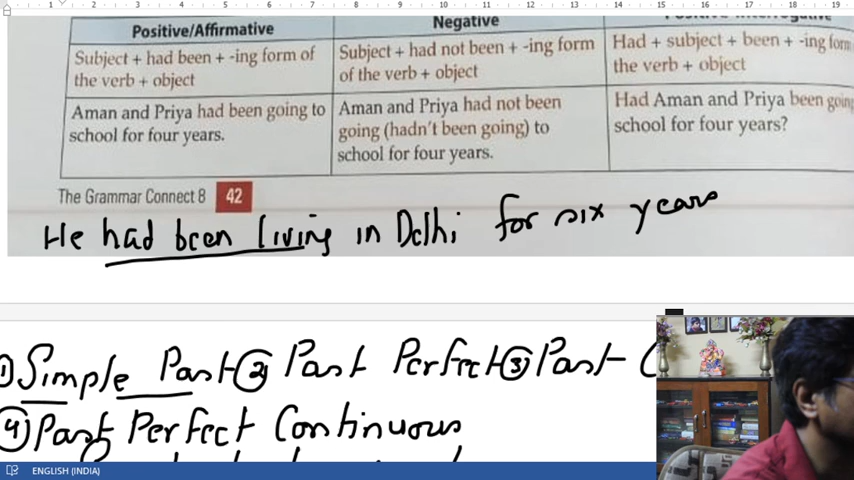 Positive/Affirmative Negative
Subject + had been + -ing form of Subject + had not been + -ing form Had + subject + been + -ing form
the verb + object of the verb + object the verb + object
Aman and Priya had been going to Aman and Priya had not been Had Aman and Priya been going
school for four years. going (hadn't been going) to school for four years?
school for four years.
The Grammar Connect 8 42
He had been living in Delhi for six years
① Simple Past ② Past Perfect ③ Past C
④ Past Perfect Continuous
ENGLISH (INDIA)